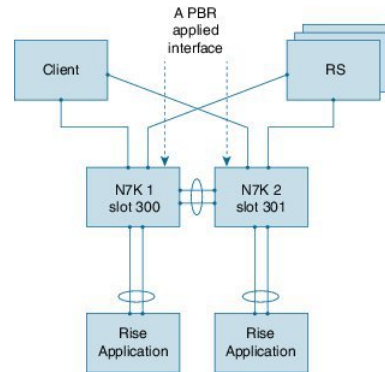 A PBR
applied
interface
Client
RS
N7K 1
slot 300
N7K 2
slot 301
Rise
Application
Rise
Application